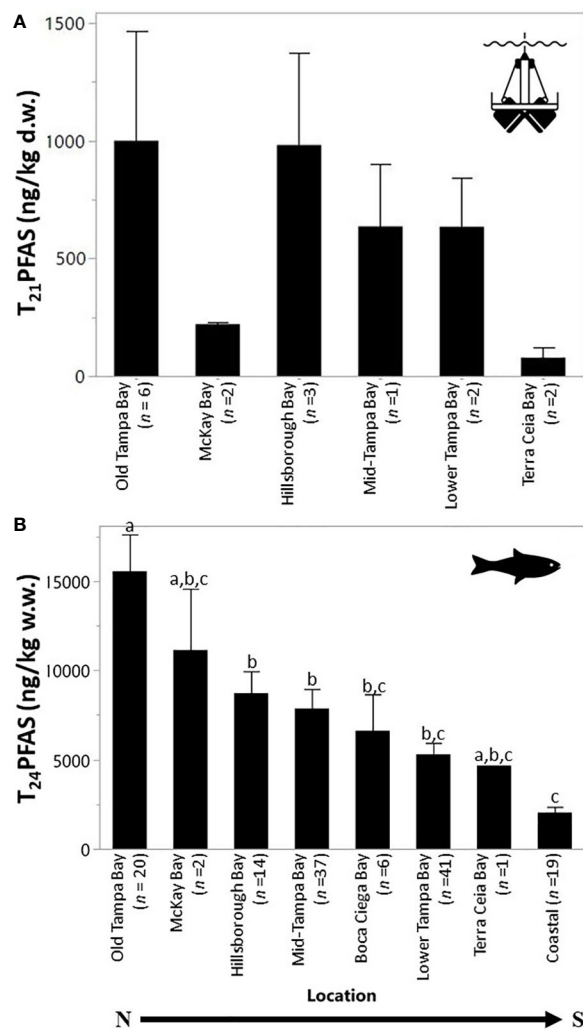 A
T21PFAS (ng/kg d.w.)
1500
1000
500
0
Old Tampa Bay
(n = 6)
McKay Bay
(n =2)
Hillsborough Bay
(n =3)
Mid-Tampa Bay
(n =1)
Lower Tampa Bay
(n =2)
Terra Ceia Bay
(n =2)
B
T24PFAS (ng/kg w.w.)
15000
10000
5000
0
a
a,b,c
b
b
b,c
b,c
a,b,c
c
Old Tampa Bay
(n = 20)
McKay Bay
(n =2)
Hillsborough Bay
(n =14)
Mid-Tampa Bay
(n =37)
Boca Ciega Bay
(n =6)
Lower Tampa Bay
(n =41)
Terra Ceia Bay
(n =1)
Coastal (n =19)
Location
N S